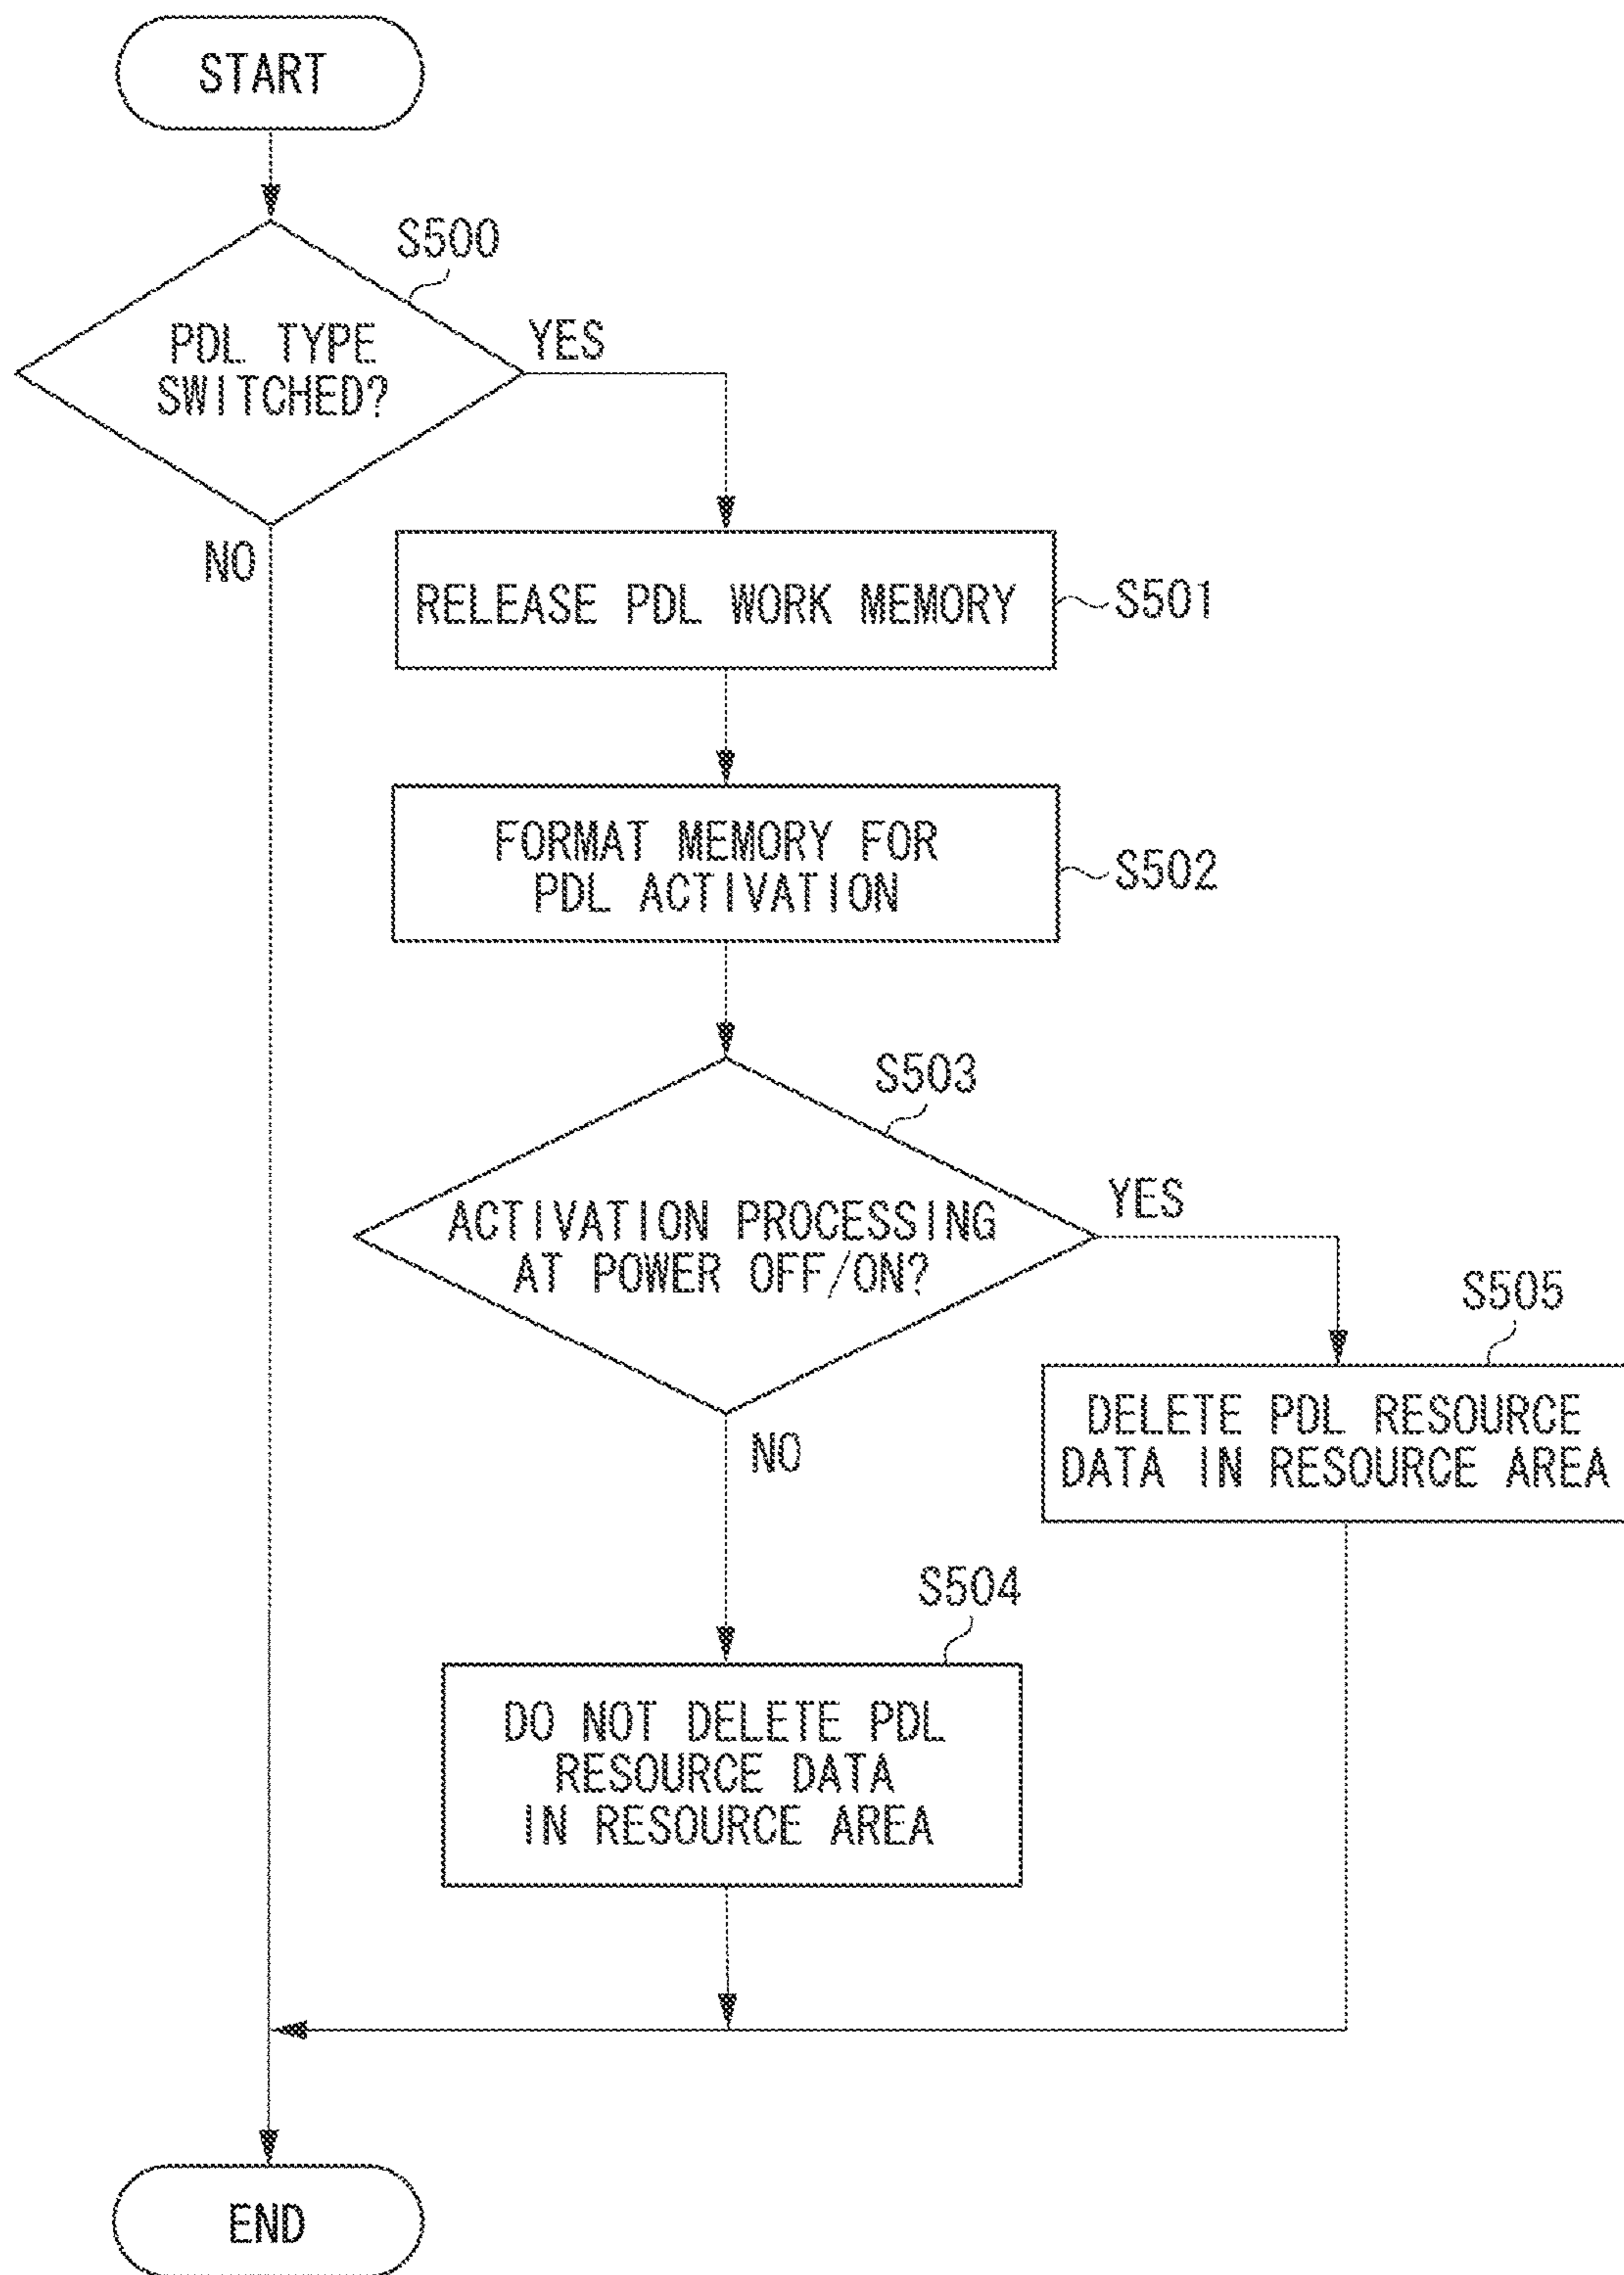 START
S500
PDL TYPE
SWITCHED?
YES
NO
RELEASE PDL WORK MEMORY
S501
FORMAT MEMORY FOR
PDL ACTIVATION
S502
S503
ACTIVATION PROCESSING
AT POWER OFF/ON?
YES
NO
S505
DELETE PDL RESOURCE
DATA IN RESOURCE AREA
S504
DO NOT DELETE PDL
RESOURCE DATA
IN RESOURCE AREA
END